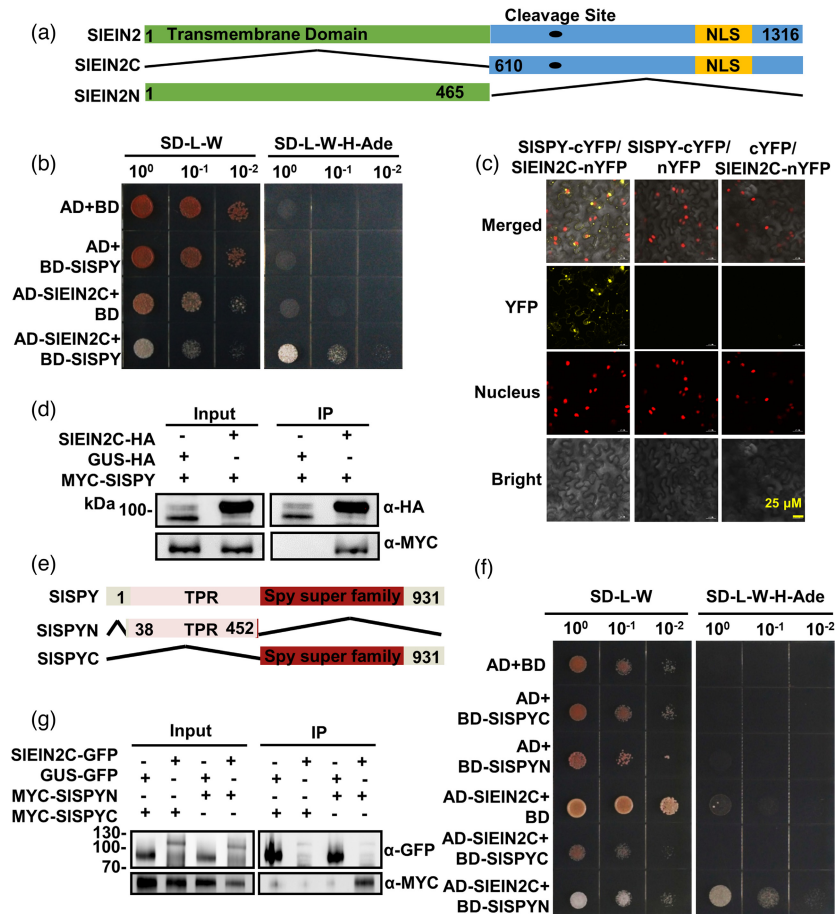 (a)
Cleavage Site
SlEIN2 1 Transmembrane Domain NLS 1316
SlEIN2C 610 NLS
SlEIN2N 1 465
(b)
SD-L-W SD-L-W-H-Ade
10⁰ 10⁻¹ 10⁻² 10⁰ 10⁻¹ 10⁻²
AD+BD
AD+
BD-SlSPY
AD-SlEIN2C+
BD
AD-SlEIN2C+
BD-SlSPY
(c)
SlSPY-cYFP/ SlSPY-cYFP/ cYFP/
SlEIN2C-nYFP nYFP SlEIN2C-nYFP
Merged
YFP
Nucleus
Bright
25 µM
(d)
Input IP
SlEIN2C-HA - + - +
GUS-HA + - + -
MYC-SlSPY + + + +
kDa 100- α-HA
α-MYC
(e)
SlSPY 1 TPR Spy super family 931
SlSPYN 38 TPR 452
SlSPYC Spy super family 931
(f)
SD-L-W SD-L-W-H-Ade
10⁰ 10⁻¹ 10⁻² 10⁰ 10⁻¹ 10⁻²
AD+BD
AD+
BD-SlSPYC
AD+
BD-SlSPYN
AD-SlEIN2C+
BD
AD-SlEIN2C+
BD-SlSPYC
AD-SlEIN2C+
BD-SlSPYN
(g)
Input IP
SlEIN2C-GFP - + - + - + - +
GUS-GFP + - + - + - + -
MYC-SlSPYN - - + + - - + +
MYC-SlSPYC + + - - + + - -
130-
100-
70-
α-GFP
α-MYC